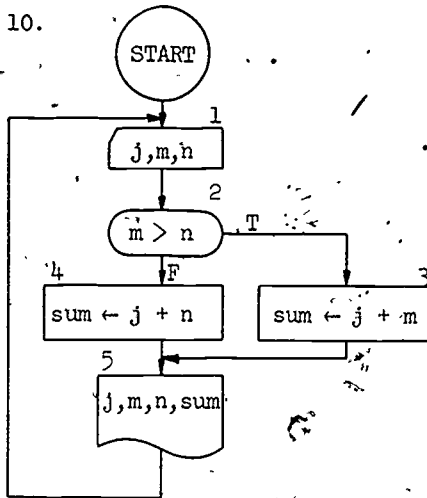 10.
START
1
j,m,n
2
m > n
T
F
4
sum ← j + n
3
sum ← j + m
5
j,m,n,sum